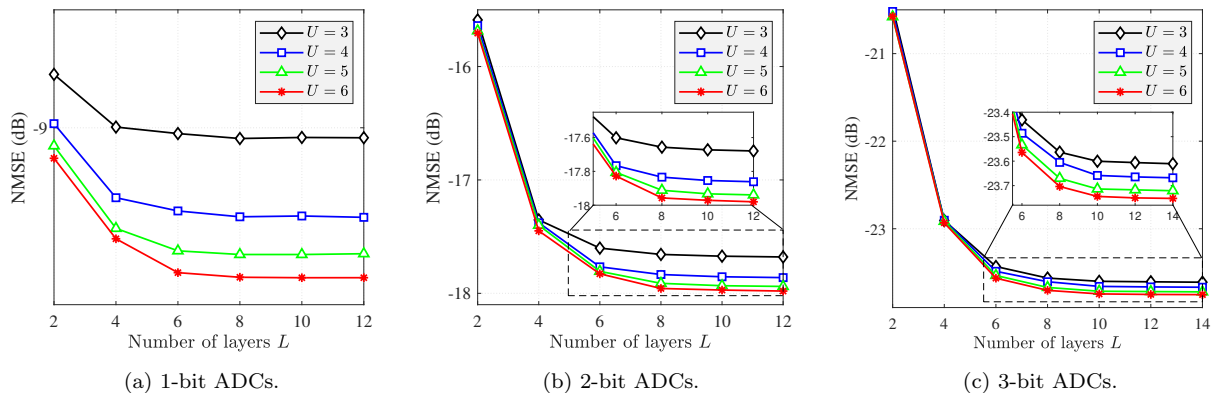 U = 3
U = 4
U = 5
U = 6
-9
NMSE (dB)
2 4 6 8 10 12
Number of layers L
(a) 1-bit ADCs.
U = 3
U = 4
U = 5
U = 6
-16
-17
-18
NMSE (dB)
-17.6
-17.8
-18
6 8 10 12
2 4 6 8 10 12
Number of layers L
(b) 2-bit ADCs.
U = 3
U = 4
U = 5
U = 6
-21
-22
-23
NMSE (dB)
-23.4
-23.5
-23.6
-23.7
6 8 10 12 14
2 4 6 8 10 12 14
Number of layers L
(c) 3-bit ADCs.